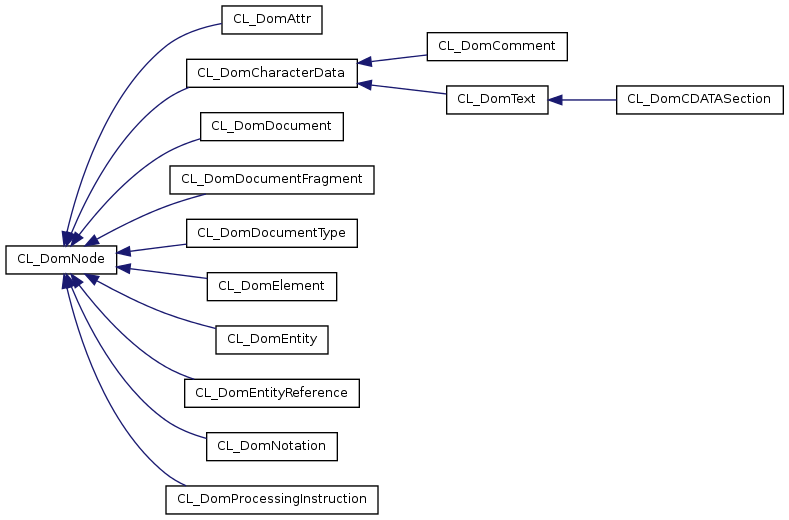 CL_DomAttr
CL_DomComment
CL_DomCharacterData
CL_DomText
CL_DomCDATASection
CL_DomDocument
CL_DomDocumentFragment
CL_DomDocumentType
CL_DomNode
CL_DomElement
CL_DomEntity
CL_DomEntityReference
CL_DomNotation
CL_DomProcessingInstruction